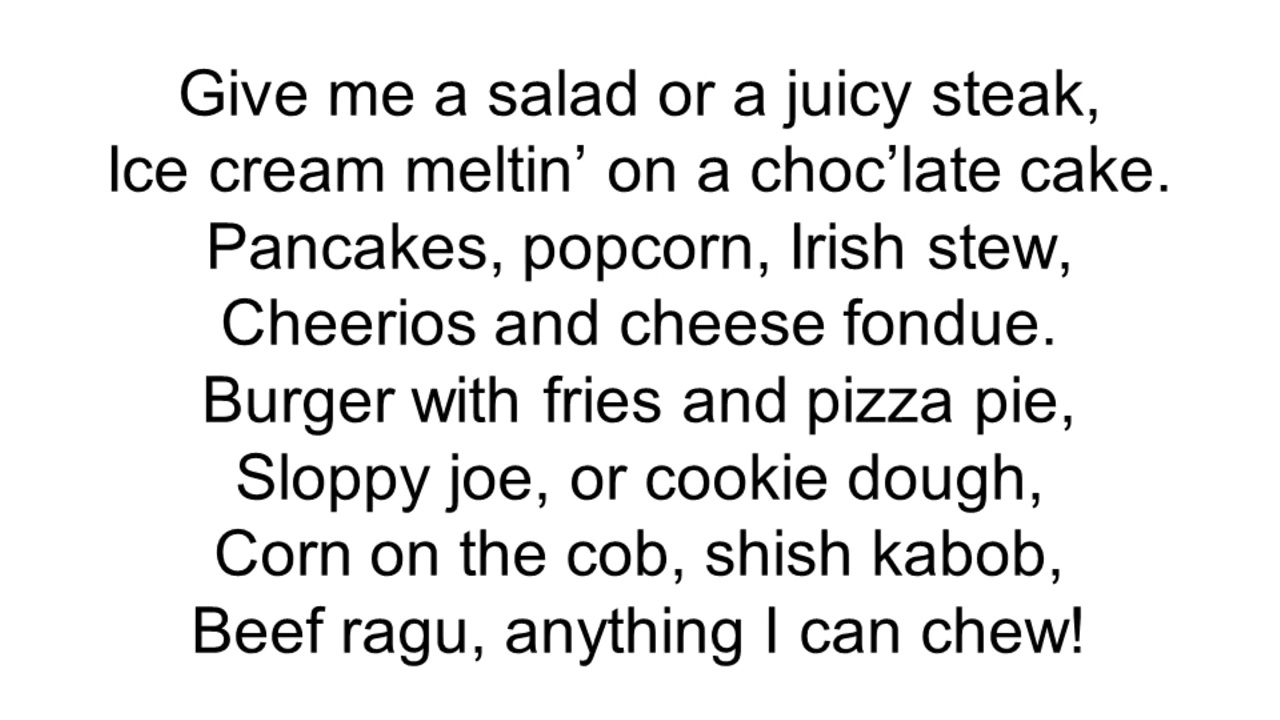 Give me a salad or a juicy steak,
Ice cream meltin’ on a choc’late cake.
Pancakes, popcorn, Irish stew,
Cheerios and cheese fondue.
Burger with fries and pizza pie,
Sloppy joe, or cookie dough,
Corn on the cob, shish kabob,
Beef ragu, anything I can chew!